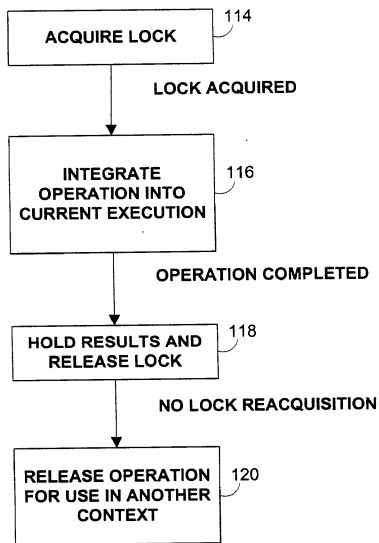 ACQUIRE LOCK
114
LOCK ACQUIRED
INTEGRATE
OPERATION INTO
CURRENT EXECUTION
116
OPERATION COMPLETED
HOLD RESULTS AND
RELEASE LOCK
118
NO LOCK REACQUISITION
RELEASE OPERATION
FOR USE IN ANOTHER
CONTEXT
120